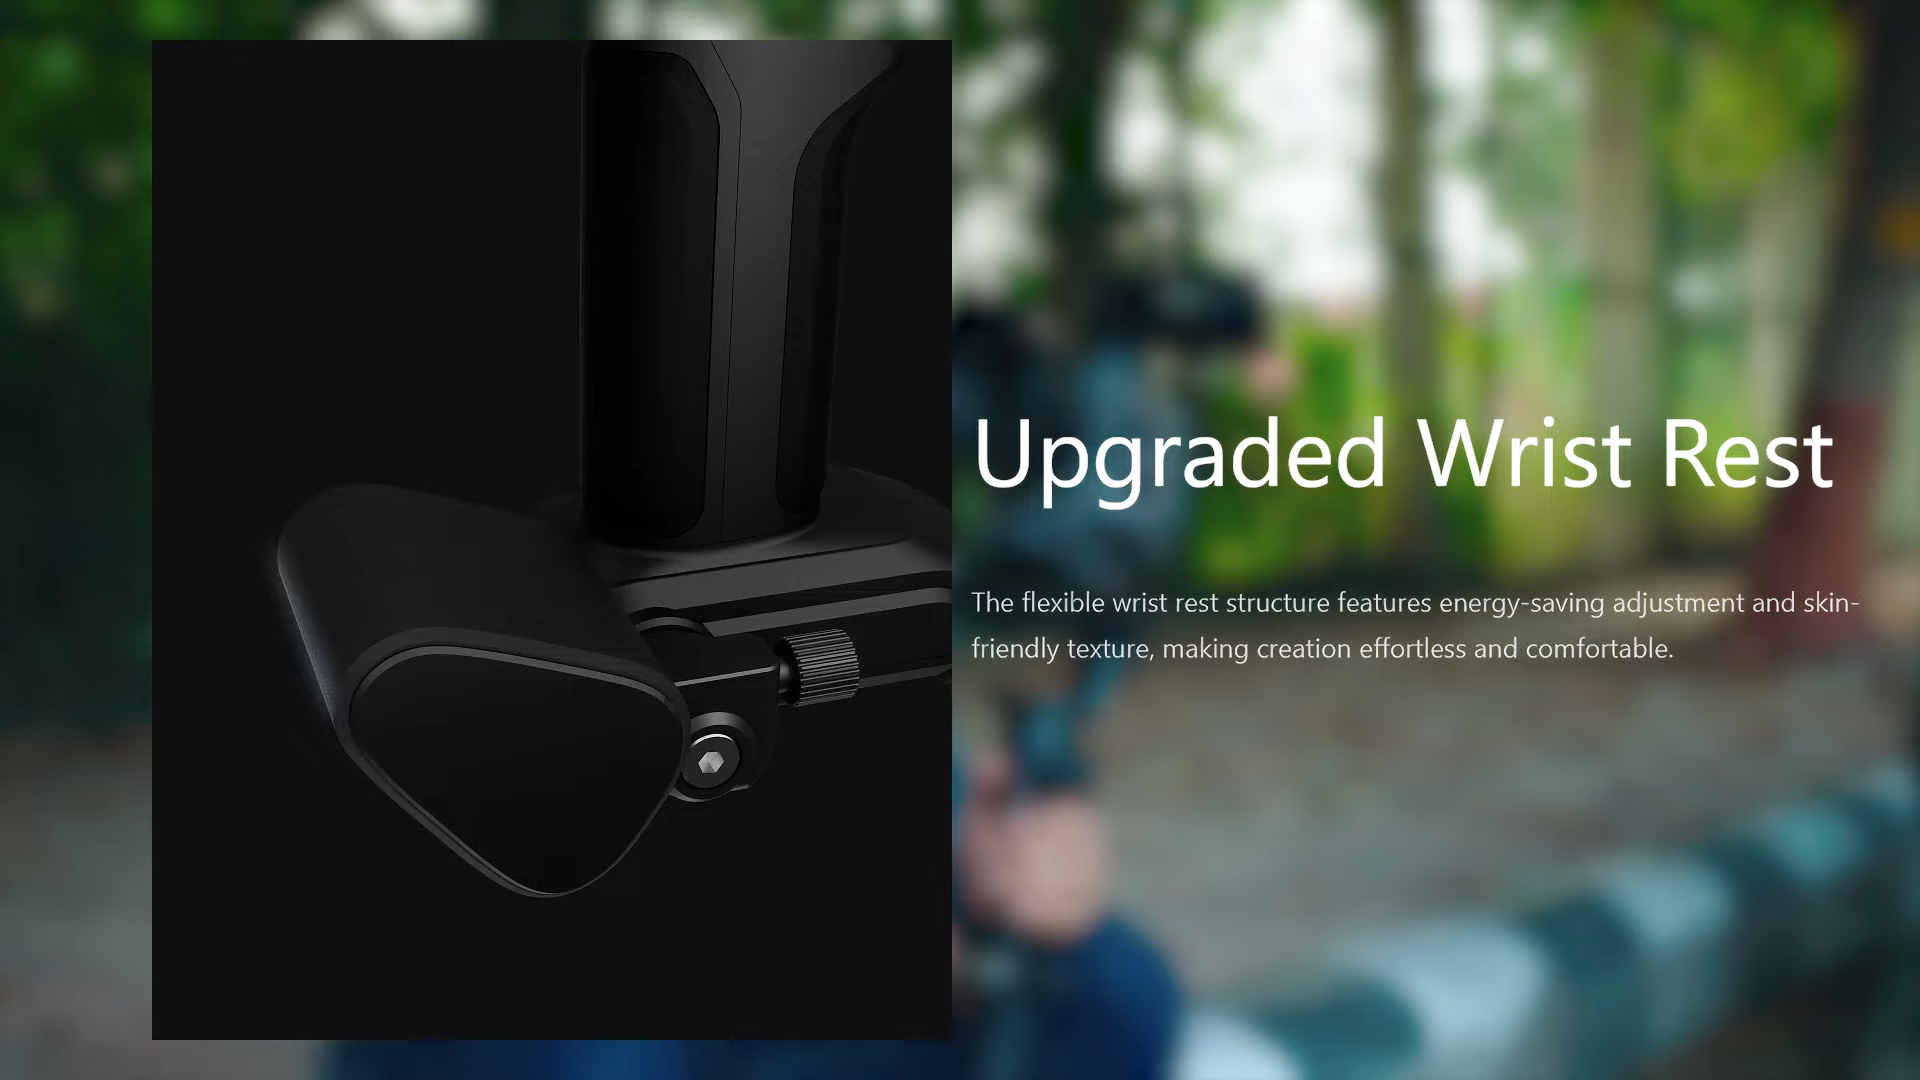 Upgraded Wrist Rest
The flexible wrist rest structure features energy-saving adjustment and skin-
friendly texture, making creation effortless and comfortable.